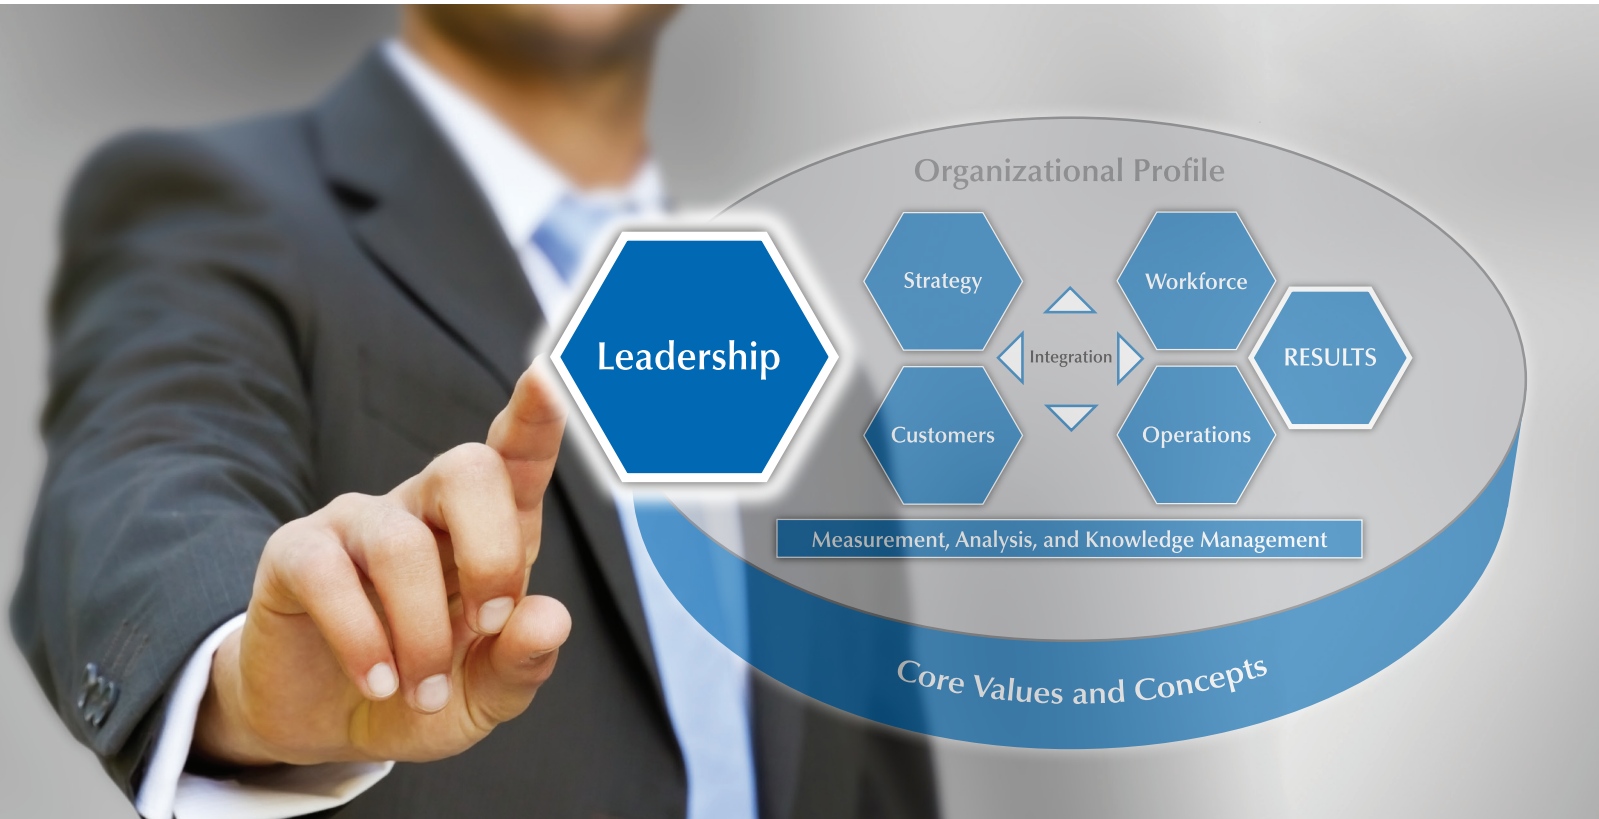 Organizational Profile
Leadership
Strategy
Workforce
Integration
RESULTS
Customers
Operations
Measurement, Analysis, and Knowledge Management
Core Values and Concepts